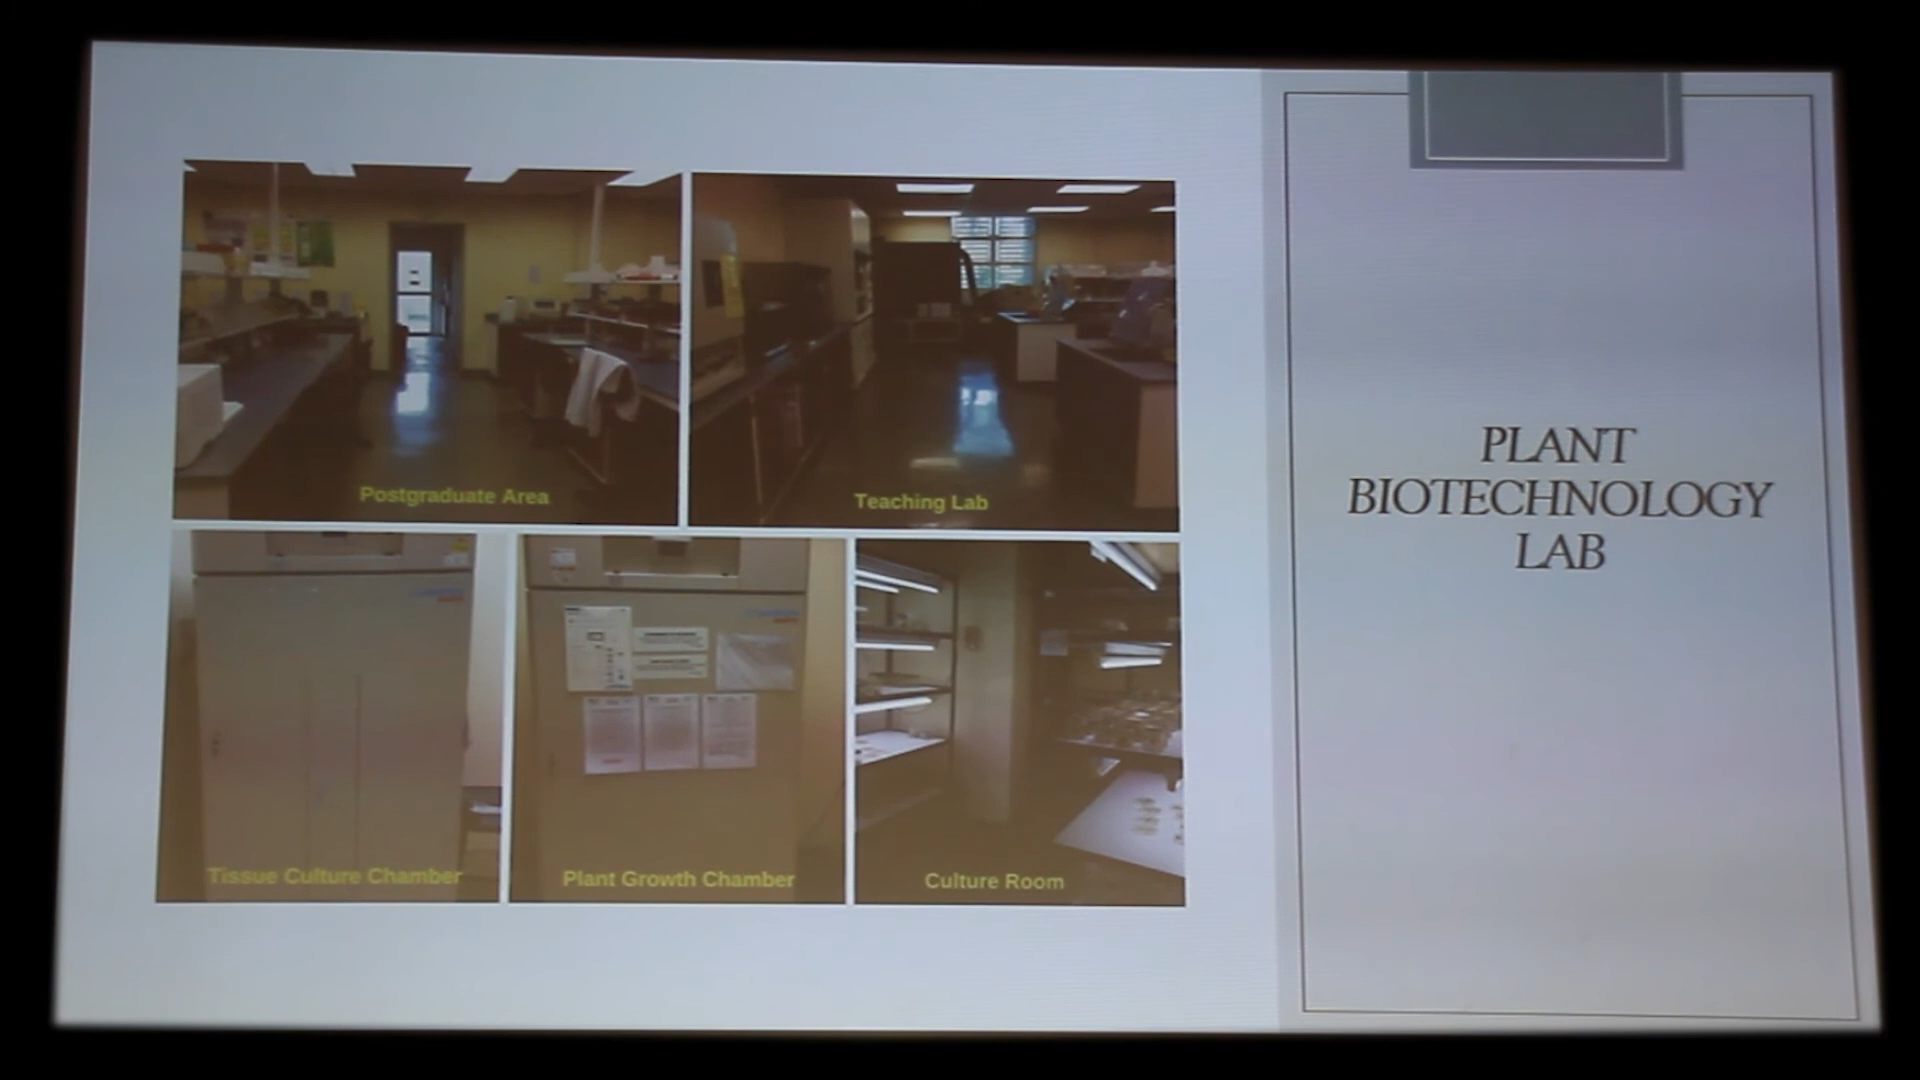 Postgraduate Area
Teaching Lab
Tissue Culture Chamber
Plant Growth Chamber
Culture Room
PLANT
BIOTECHNOLOGY
LAB